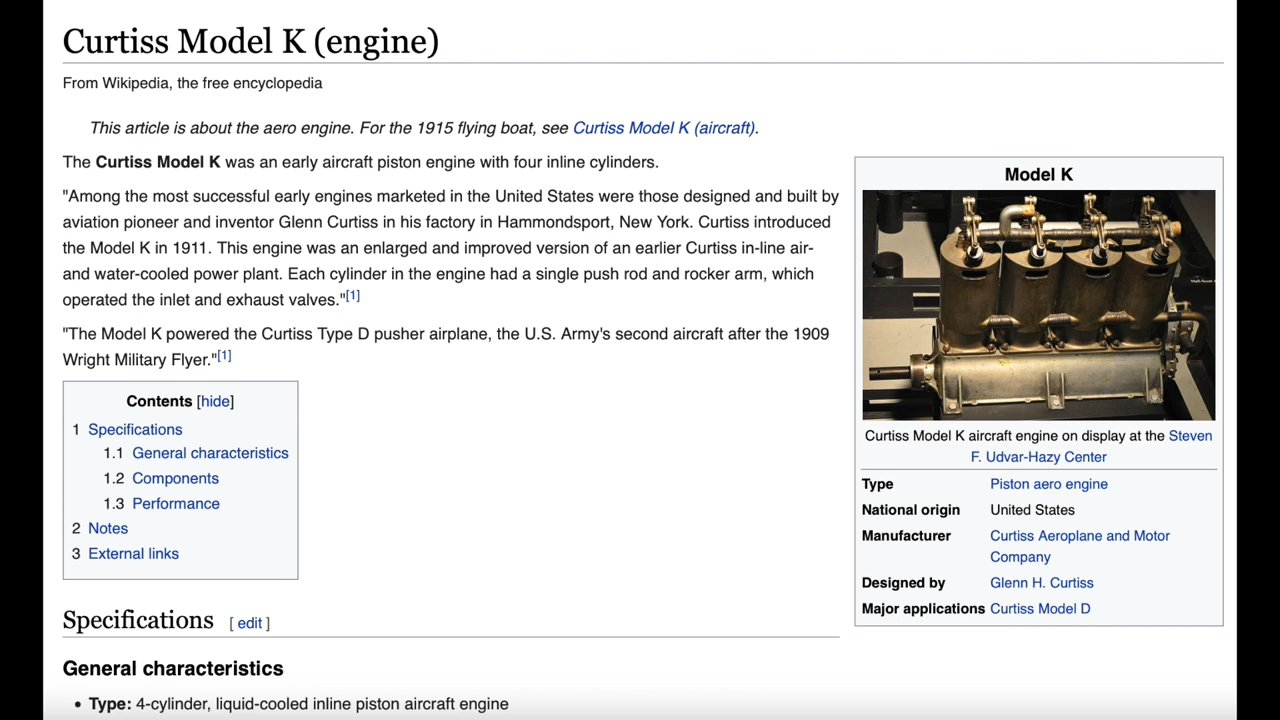 Curtiss Model K (engine)
From Wikipedia, the free encyclopedia
This article is about the aero engine. For the 1915 flying boat, see Curtiss Model K (aircraft).
The Curtiss Model K was an early aircraft piston engine with four inline cylinders.
"Among the most successful early engines marketed in the United States were those designed and built by
aviation pioneer and inventor Glenn Curtiss in his factory in Hammondsport, New York. Curtiss introduced
the Model K in 1911. This engine was an enlarged and improved version of an earlier Curtiss in-line air-
and water-cooled power plant. Each cylinder in the engine had a single push rod and rocker arm, which
operated the inlet and exhaust valves."[1]
"The Model K powered the Curtiss Type D pusher airplane, the U.S. Army's second aircraft after the 1909
Wright Military Flyer."[1]
Contents [hide]
1 Specifications
1.1 General characteristics
1.2 Components
1.3 Performance
2 Notes
3 External links
Specifications [ edit ]
General characteristics
• Type: 4-cylinder, liquid-cooled inline piston aircraft engine
Model K
Curtiss Model K aircraft engine on display at the Steven
F. Udvar-Hazy Center
Type Piston aero engine
National origin United States
Manufacturer Curtiss Aeroplane and Motor
Company
Designed by Glenn H. Curtiss
Major applications Curtiss Model D